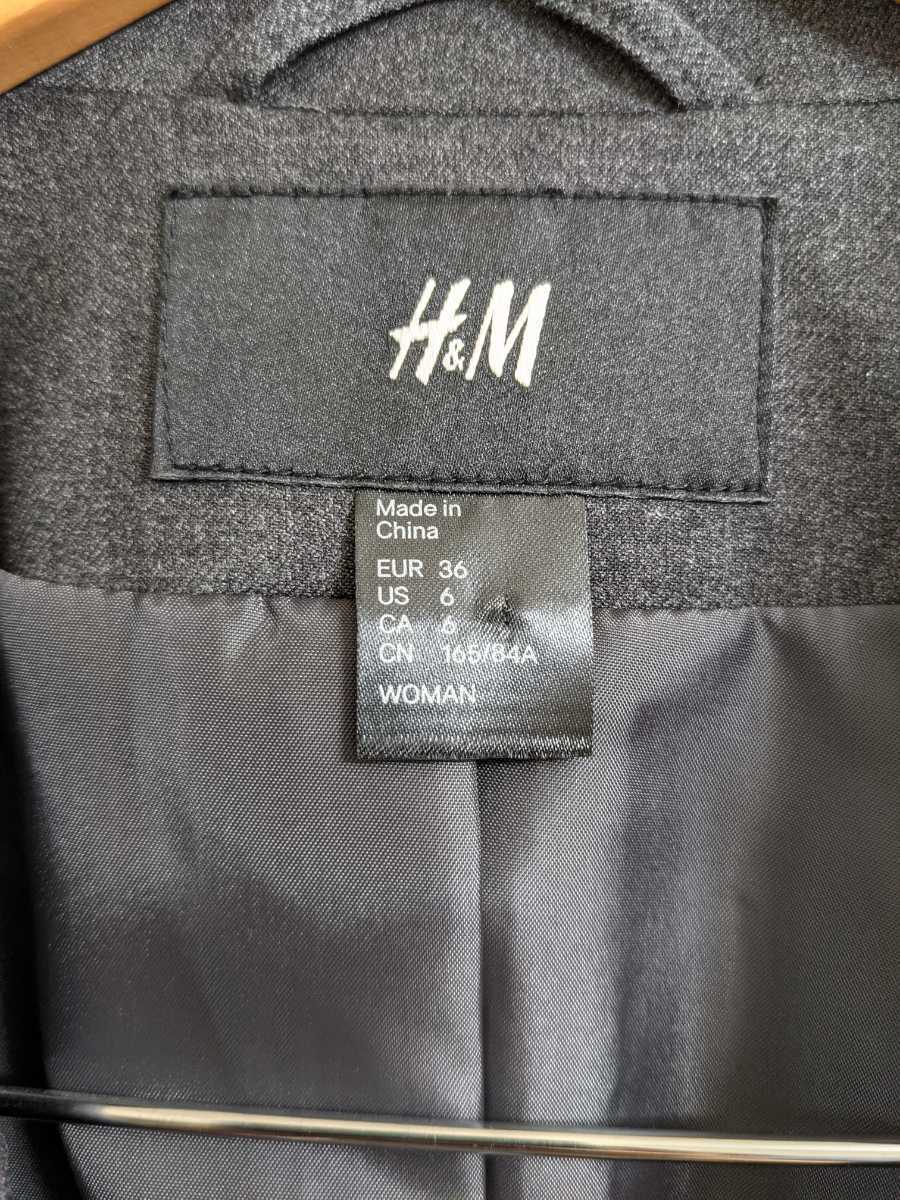 H&M
Made in
China
EUR 36
US 6
CA 6
CN 165/84A
WOMAN